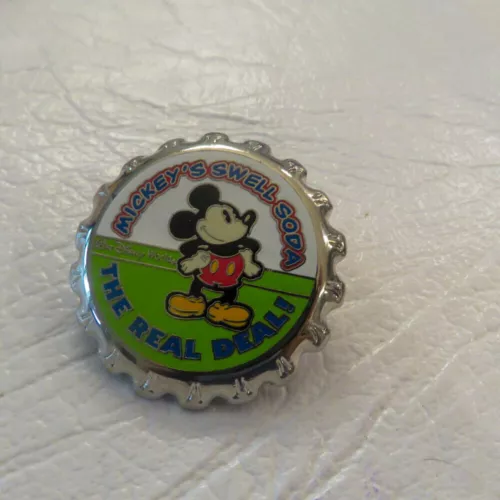 MICKEY'S SWELL SODA
Walt Disney World
THE REAL DEAL!